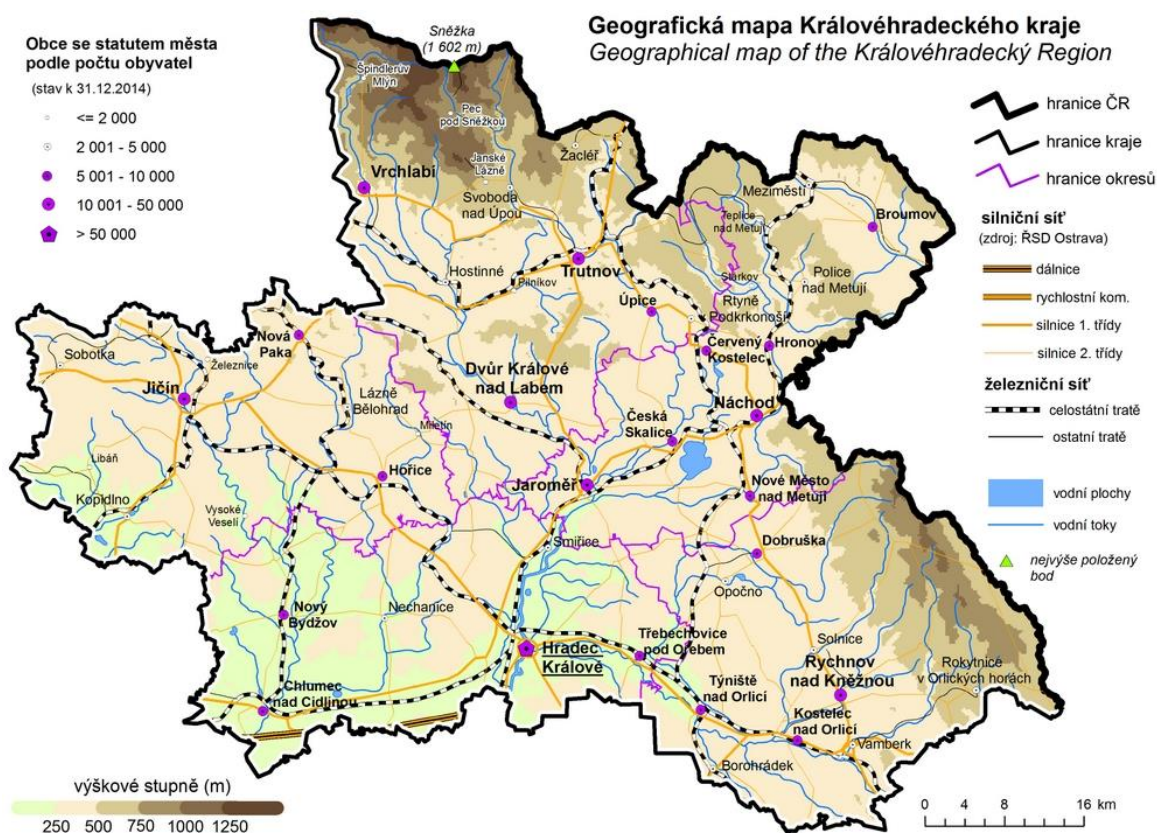 Geografická mapa Královéhradeckého kraje
Geographical map of the Královéhradecký Region
Obce se statutem města
podle počtu obyvatel
(stav k 31.12.2014)
<= 2 000
2 001 - 5 000
5 001 - 10 000
10 001 - 50 000
> 50 000
hranice ČR
hranice kraje
hranice okresů
silniční síť
(zdroj: ŘSD Ostrava)
dálnice
rychlostní kom.
silnice 1. třídy
silnice 2. třídy
železniční síť
celostátní tratě
ostatní tratě
vodní plochy
vodní toky
nejvýše položený
bod
Sněžka
(1 602 m)
Špindlerův
Mlýn
Pec
pod Sněžkou
Janské
Lázně
Žacléř
Vrchlabí
Svoboda
nad Úpou
Meziměstí
Teplice
nad Metují
Broumov
Trutnov
Hostinné
Pilníkov
Stárkov
Police
nad Metují
Úpice
Rtyně
v Podkrkonoší
Červený
Kostelec
Hronov
Nová
Paka
Sobotka
Železnice
Jičín
Lázně
Bělohrad
Dvůr Králové
nad Labem
Miletín
Náchod
Česká
Skalice
Libáň
Hořice
Jaroměř
Nové Město
nad Metují
Kopidlno
Vysoké
Veselí
Smiřice
Dobruška
Opočno
Nový
Bydžov
Nechanice
Hradec
Králové
Třebechovice
pod Orebem
Solnice
Rychnov
nad Kněžnou
Rokytnice
v Orlických horách
Týniště
nad Orlicí
Chlumec
nad Cidlinou
Kostelec
nad Orlicí
Vamberk
Borohrádek
výškové stupně (m)
250 500 750 1000 1250
0 4 8 16 km